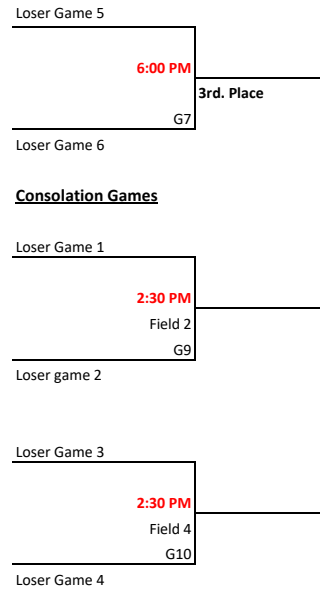 Loser Game 5
6:00 PM
3rd. Place
G7
Loser Game 6
Consolation Games
Loser Game 1
2:30 PM
Field 2
G9
Loser game 2
Loser Game 3
2:30 PM
Field 4
G10
Loser Game 4